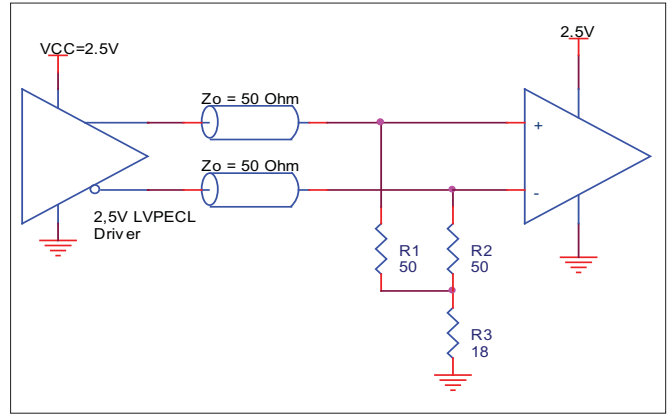 VCC=2.5V
2.5V
Zo = 50 Ohm
+
Zo = 50 Ohm
-
2,5V LVPECL
Driver
R1
50
R2
50
R3
18